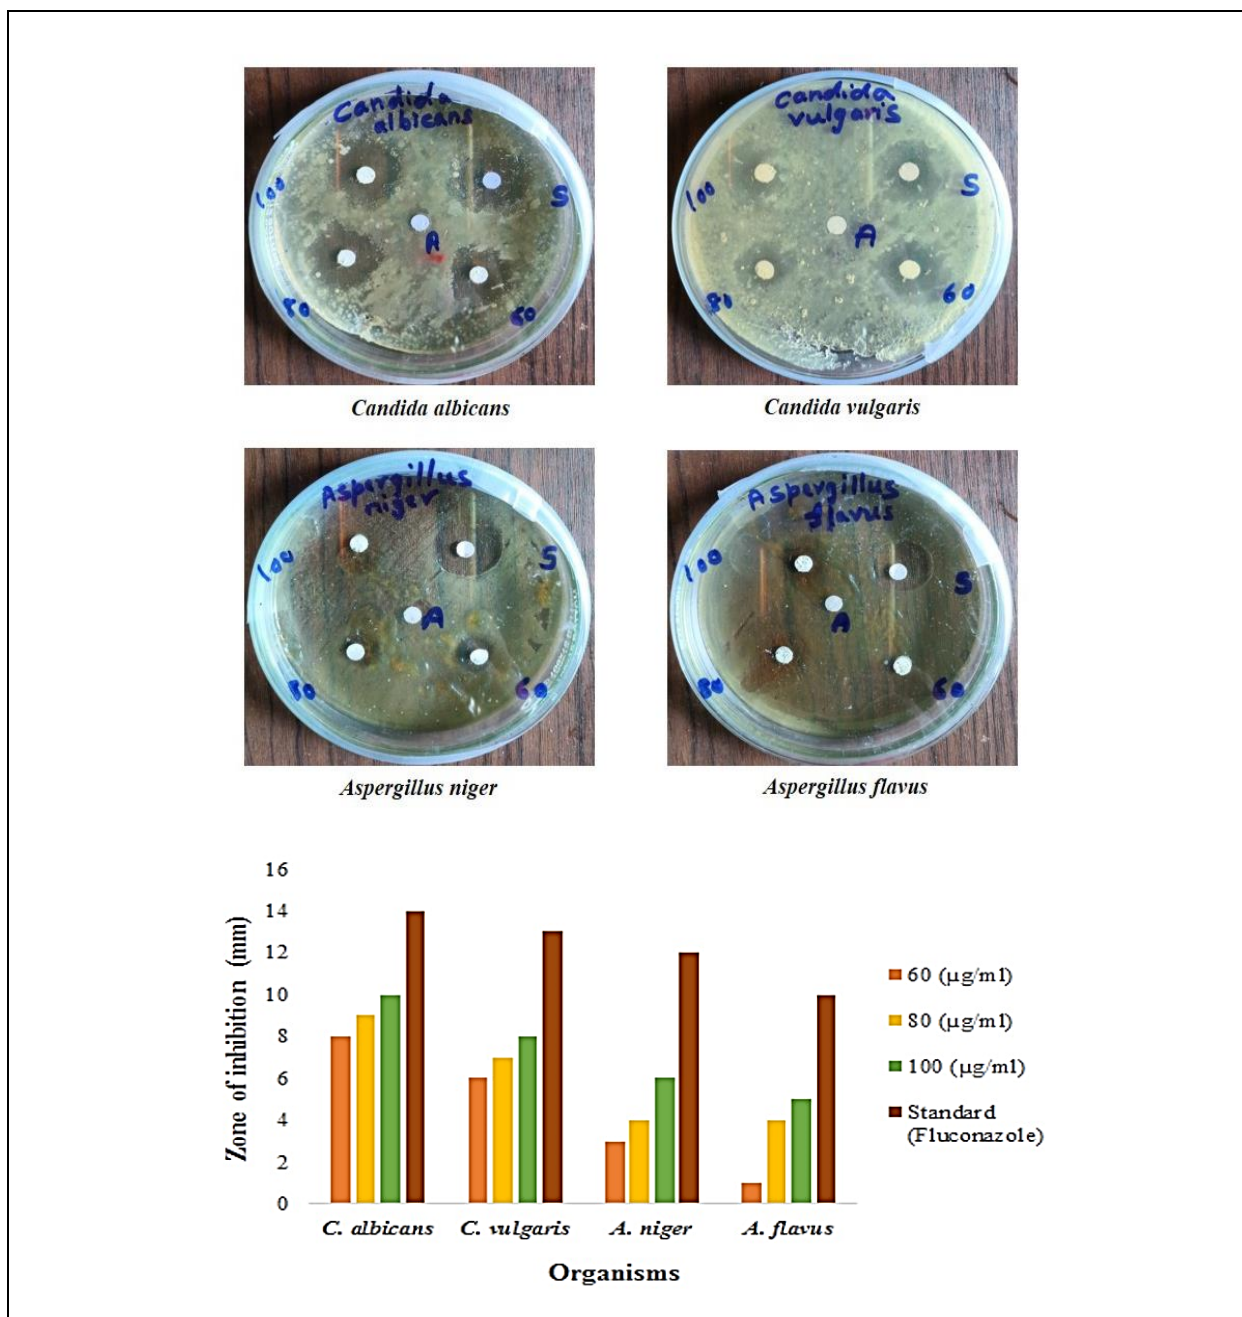 Candida
albicans
100
S
A
80
60
Candida
vulgaris
100
S
A
80
60
Candida albicans
Candida vulgaris
Aspergillus
niger
100
S
A
80
60
Aspergillus
flavus
100
S
A
80
60
Aspergillus niger
Aspergillus flavus
Zone of inhibition (mm)
16
14
12
10
8
6
4
2
0
C. albicans
C. vulgaris
A. niger
A. flavus
Organisms
60 (µg/ml)
80 (µg/ml)
100 (µg/ml)
Standard
(Fluconazole)